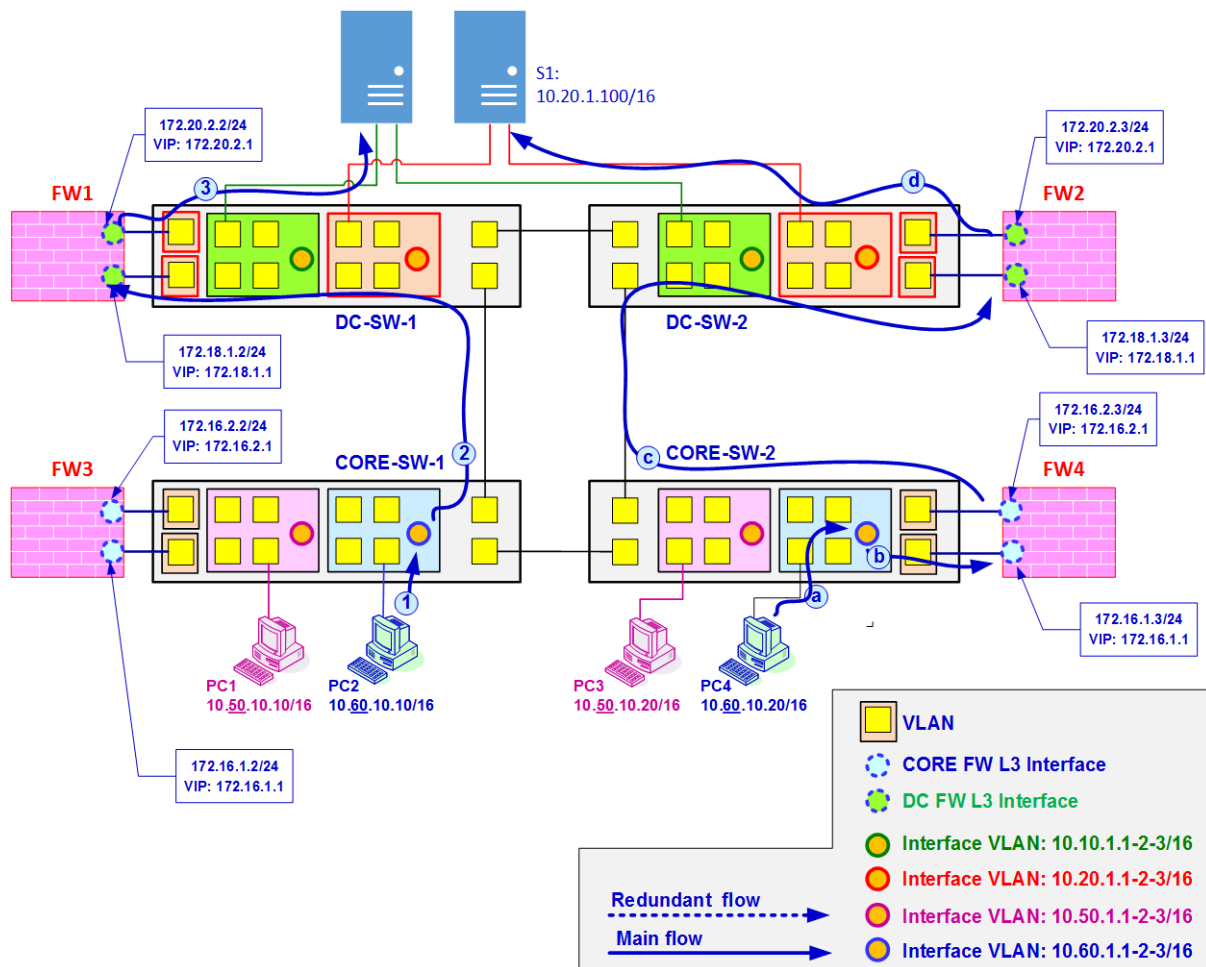 S1:
10.20.1.100/16
172.20.2.2/24
VIP: 172.20.2.1
172.20.2.3/24
VIP: 172.20.2.1
FW1
3
d
FW2
DC-SW-1
DC-SW-2
172.18.1.2/24
VIP: 172.18.1.1
172.18.1.3/24
VIP: 172.18.1.1
172.16.2.2/24
VIP: 172.16.2.1
172.16.2.3/24
VIP: 172.16.2.1
FW3
CORE-SW-1
2
c
CORE-SW-2
FW4
1
a
b
172.16.1.3/24
VIP: 172.16.1.1
PC1
10.50.10.10/16
PC2
10.60.10.10/16
PC3
10.50.10.20/16
PC4
10.60.10.20/16
172.16.1.2/24
VIP: 172.16.1.1
VLAN
CORE FW L3 Interface
DC FW L3 Interface
Interface VLAN: 10.10.1.1-2-3/16
Interface VLAN: 10.20.1.1-2-3/16
Interface VLAN: 10.50.1.1-2-3/16
Interface VLAN: 10.60.1.1-2-3/16
Redundant flow
Main flow